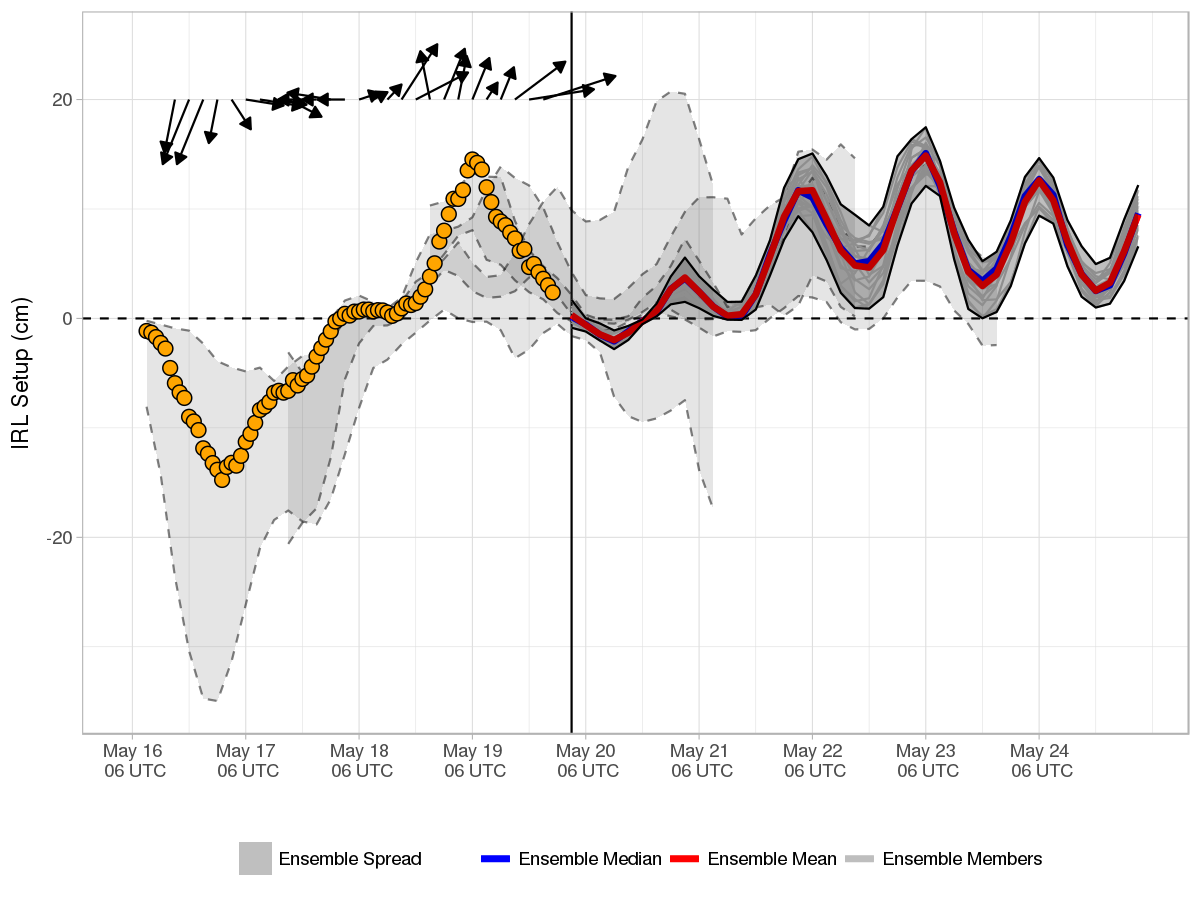 IRL Setup (cm)
20
0
-20
May 16 May 17 May 18 May 19 May 20 May 21 May 22 May 23 May 24
06 UTC 06 UTC 06 UTC 06 UTC 06 UTC 06 UTC 06 UTC 06 UTC 06 UTC
Ensemble Spread Ensemble Median Ensemble Mean Ensemble Members